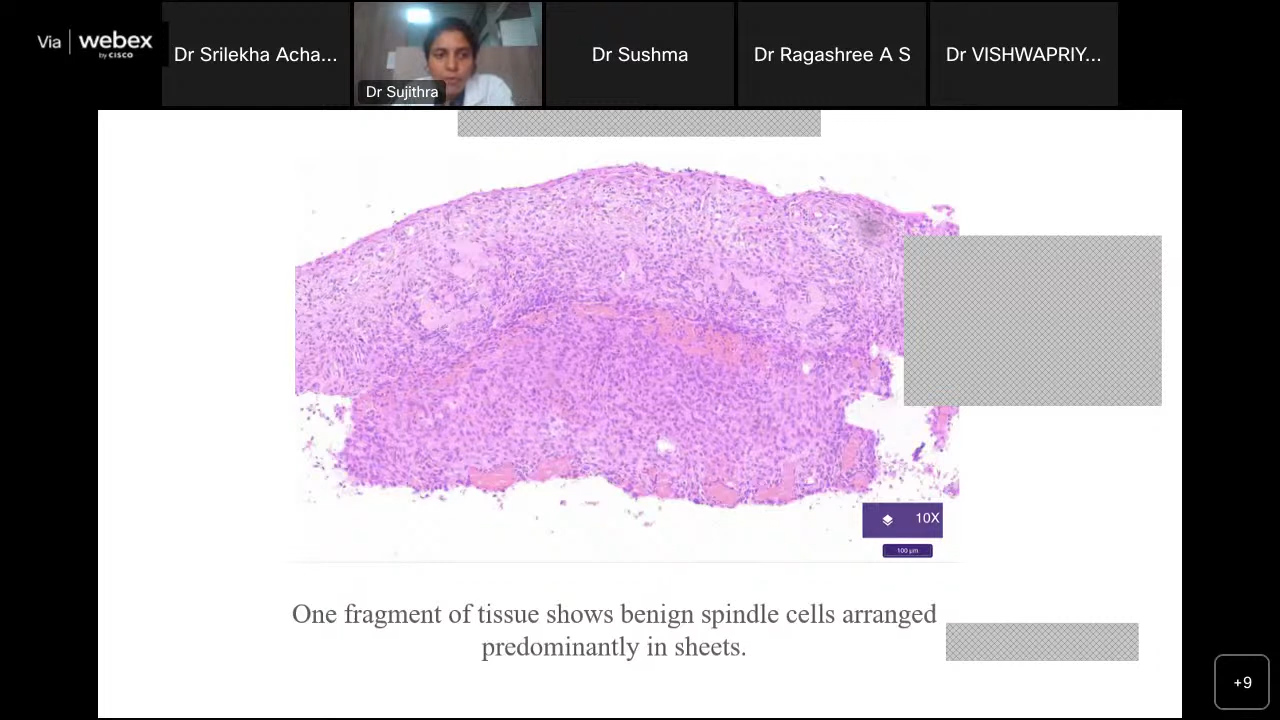 Via webex
by CISCO
Dr Srilekha Acha...
Dr Sujithra
Dr Sushma
Dr Ragashree A S
Dr VISHWAPRIY...
10X
100 µm
One fragment of tissue shows benign spindle cells arranged
predominantly in sheets.
+9